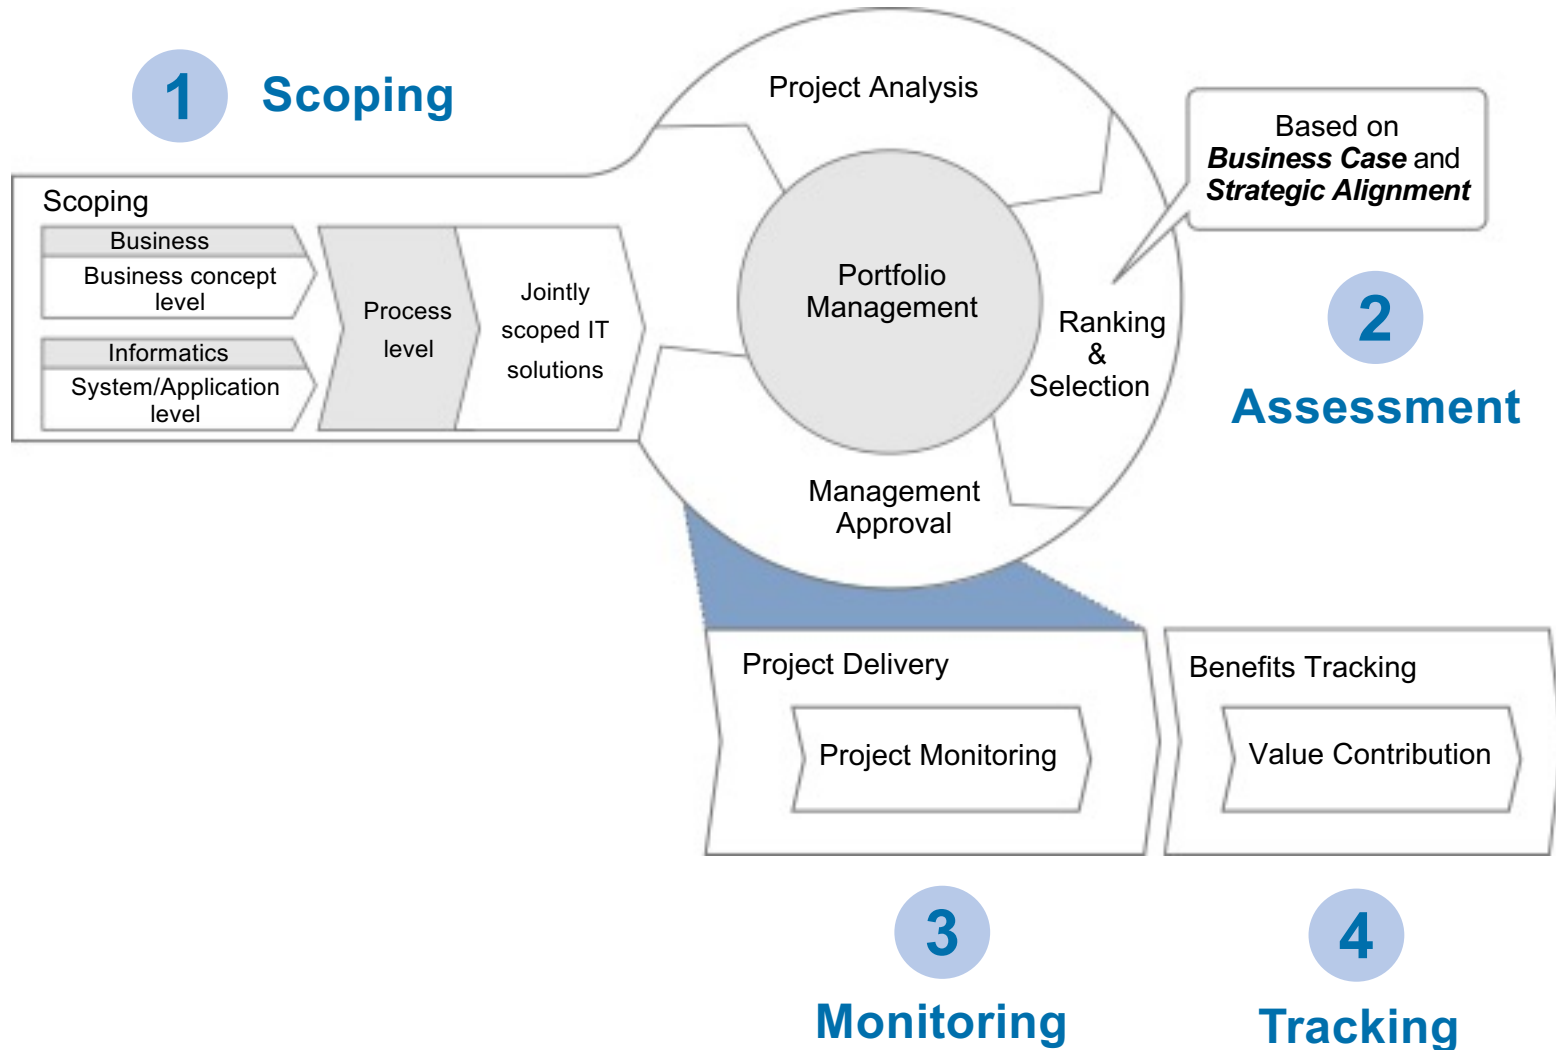 1 Scoping
Scoping
Business
Business concept
level
Informatics
System/Application
level
Process
level
Jointly
scoped IT
solutions
Project Analysis
Portfolio
Management
Based on
Business Case and
Strategic Alignment
Ranking
&
Selection
2
Assessment
Management
Approval
Project Delivery
Project Monitoring
Benefits Tracking
Value Contribution
3
Monitoring
4
Tracking